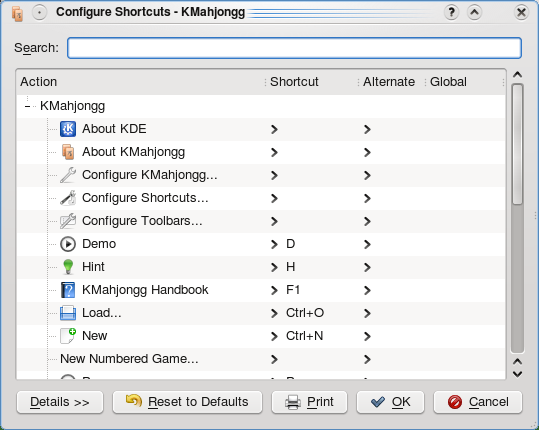 Configure Shortcuts - KMahjongg
Search:
Action Shortcut Alternate Global
KMahjongg
About KDE
About KMahjongg
Configure KMahjongg...
Configure Shortcuts...
Configure Toolbars...
Demo D
Hint H
KMahjongg Handbook F1
Load... Ctrl+O
New Ctrl+N
New Numbered Game...
Details >> Reset to Defaults Print OK Cancel